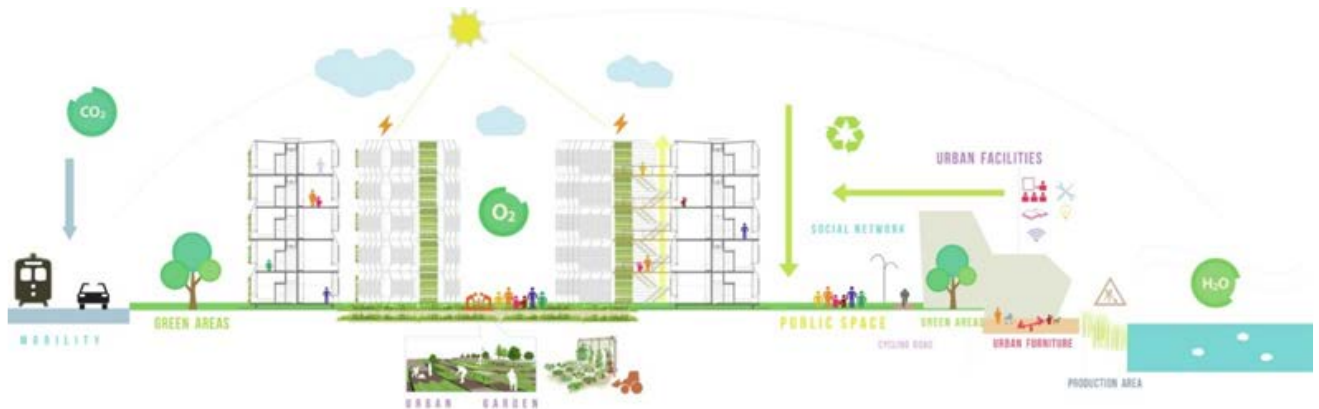 CO₂
URBAN FACILITIES
O₂
SOCIAL NETWORK
H₂O
GREEN AREAS
PUBLIC SPACE
GREEN AREAS
MOBILITY
CYCLING ROAD
URBAN FURNITURE
PRODUCTION AREA
URBAN GARDEN